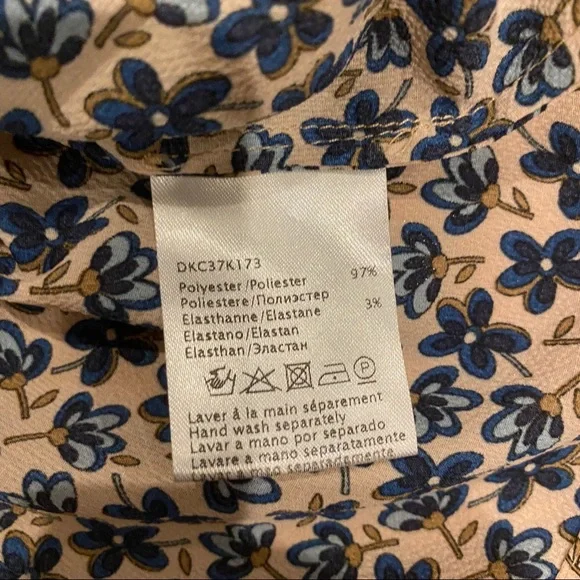 DKC37K173
Polyester/Poliester 97%
Poliestere/Полиэстер
Elasthanne/Elastane 3%
Elastano/Elastan
Elasthan/Эластан
P
Laver à la main séparement
Hand wash separately
Lavar a mano por separado
Lavare a mano separatamente